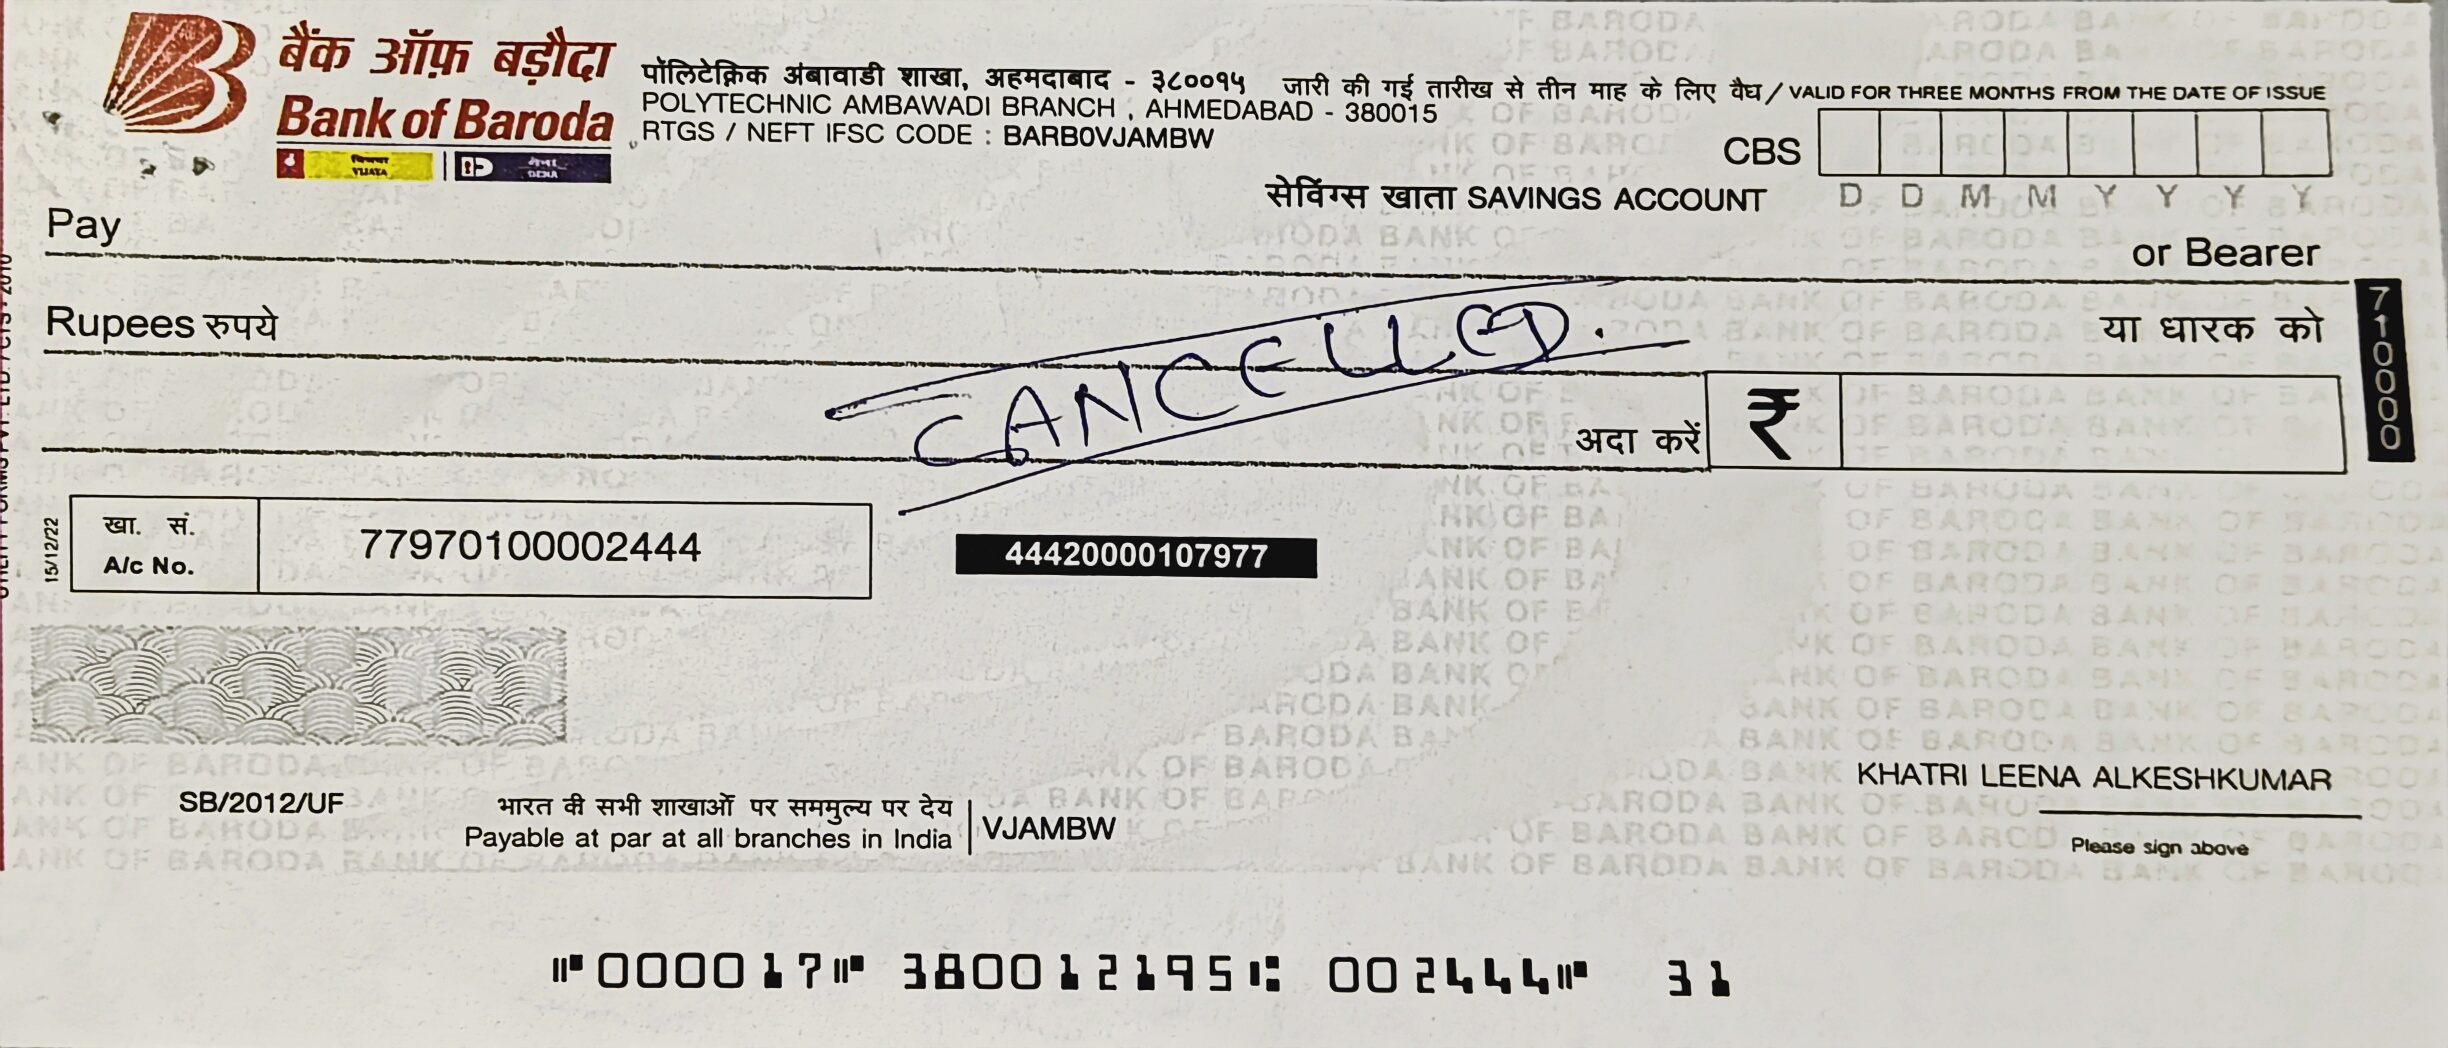 बैंक ऑफ़ बड़ौदा
Bank of Baroda
विजया VIJAYA देना DENA
पॉलिटेक्निक अंबावाडी शाखा, अहमदाबाद - ३८००१५
POLYTECHNIC AMBAWADI BRANCH , AHMEDABAD - 380015
RTGS / NEFT IFSC CODE : BARB0VJAMBW
जारी की गई तारीख से तीन माह के लिए वैध / VALID FOR THREE MONTHS FROM THE DATE OF ISSUE
CBS
D D M M Y Y Y Y
सेविंग्स खाता SAVINGS ACCOUNT
Pay
or Bearer
Rupees रुपये
या धारक को
CANCELLED.
अदा करें ₹
7100000
15/12/22
खा. सं.
A/c No.
77970100002444
44420000107977
KHATRI LEENA ALKESHKUMAR
Please sign above
SB/2012/UF
भारत की सभी शाखाओं पर सममुल्य पर देय
Payable at par at all branches in India
VJAMBW
⑈000017⑈ 380012195⑆ 002444⑈ 31